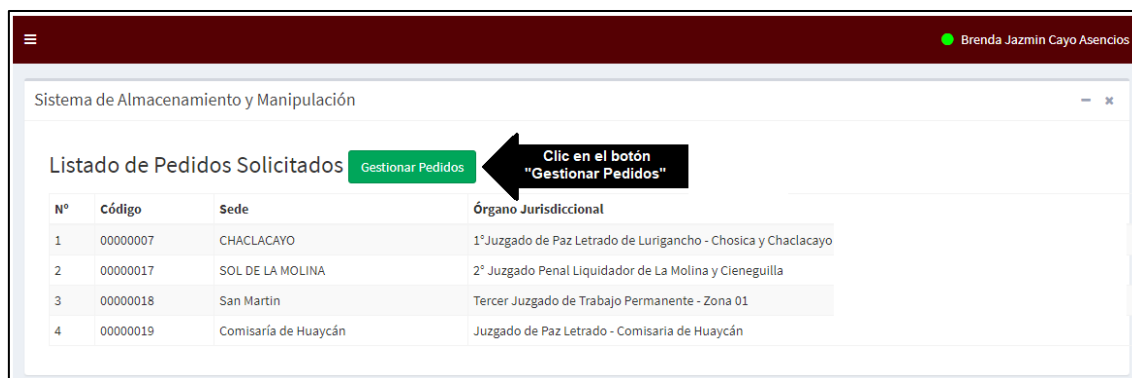 Brenda Jazmin Cayo Asencios
Sistema de Almacenamiento y Manipulación
Listado de Pedidos Solicitados Gestionar Pedidos
Clic en el botón
"Gestionar Pedidos"
Nº Código Sede Órgano Jurisdiccional
1 00000007 CHACLACAYO 1°Juzgado de Paz Letrado de Lurigancho - Chosica y Chaclacayo
2 00000017 SOL DE LA MOLINA 2° Juzgado Penal Liquidador de La Molina y Cieneguilla
3 00000018 San Martin Tercer Juzgado de Trabajo Permanente - Zona 01
4 00000019 Comisaría de Huaycán Juzgado de Paz Letrado - Comisaria de Huaycán